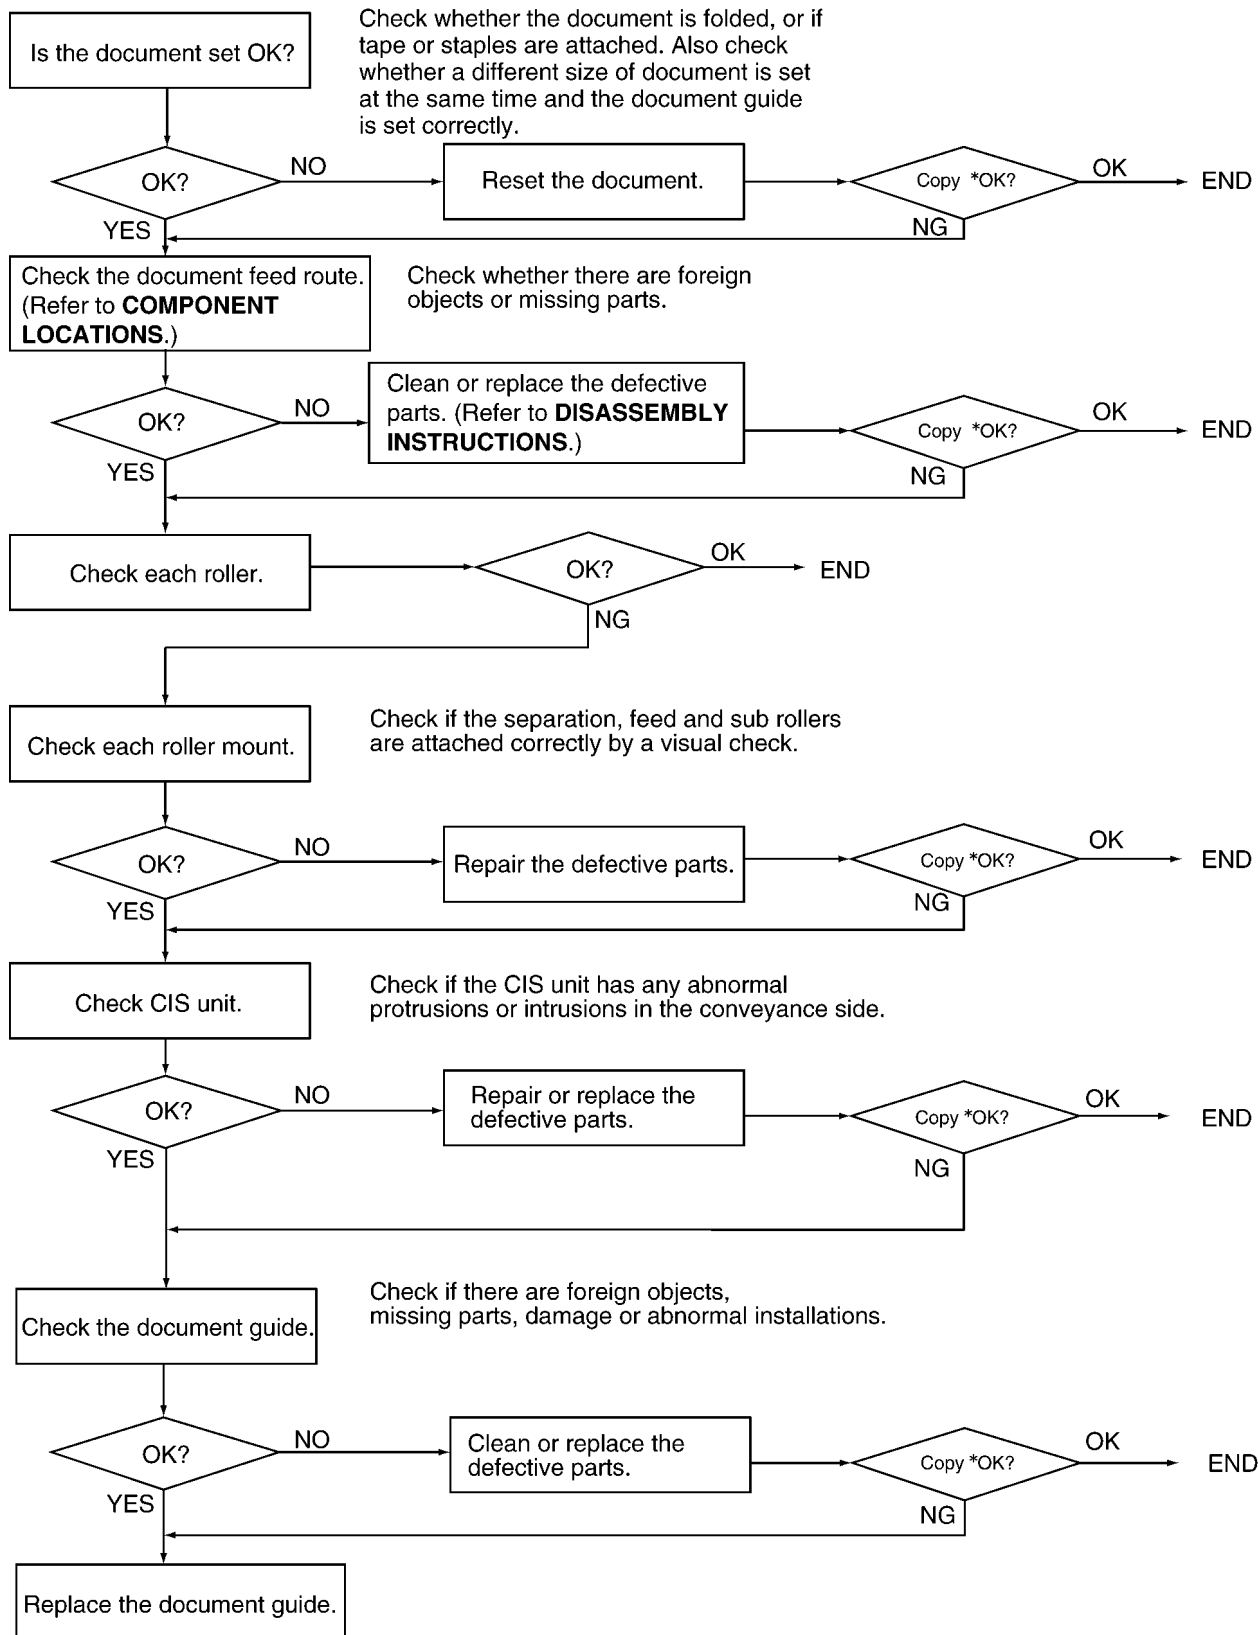 Is the document set OK?
Check whether the document is folded, or if
tape or staples are attached. Also check
whether a different size of document is set
at the same time and the document guide
is set correctly.
OK?
NO
Reset the document.
Copy *OK?
OK
END
YES
NG
Check the document feed route.
(Refer to COMPONENT
LOCATIONS.)
Check whether there are foreign
objects or missing parts.
OK?
NO
Clean or replace the defective
parts. (Refer to DISASSEMBLY
INSTRUCTIONS.)
Copy *OK?
OK
END
YES
NG
Check each roller.
OK?
OK
END
NG
Check each roller mount.
Check if the separation, feed and sub rollers
are attached correctly by a visual check.
OK?
NO
Repair the defective parts.
Copy *OK?
OK
END
YES
NG
Check CIS unit.
Check if the CIS unit has any abnormal
protrusions or intrusions in the conveyance side.
OK?
NO
Repair or replace the
defective parts.
Copy *OK?
OK
END
YES
NG
Check the document guide.
Check if there are foreign objects,
missing parts, damage or abnormal installations.
OK?
NO
Clean or replace the
defective parts.
Copy *OK?
OK
END
YES
NG
Replace the document guide.